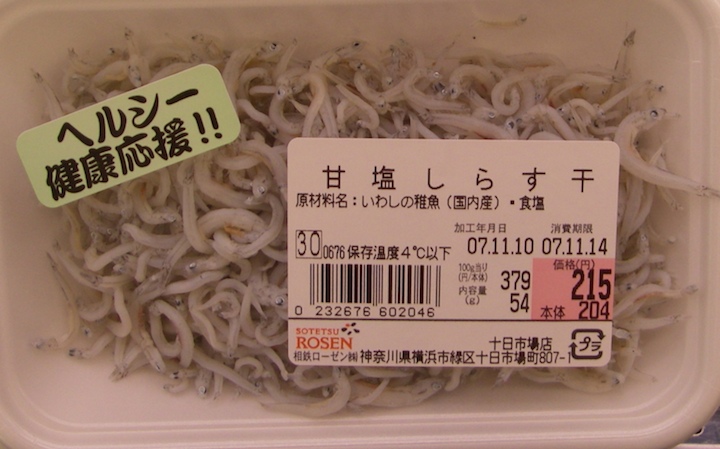 ヘルシー
健康応援!!
甘塩しらす干
原材料名:いわしの稚魚(国内産)・食塩
30 0676 保存温度4℃以下
加工年月日 消費期限
07.11.10 07.11.14
100g当り(円/本体) 379
内容量(g) 54
価格(円) 215
本体 204
0 232676 602046
SOTETSU
ROSEN
十日市場店
相鉄ローゼン㈱ 神奈川県横浜市緑区十日市場町807-1
プラ